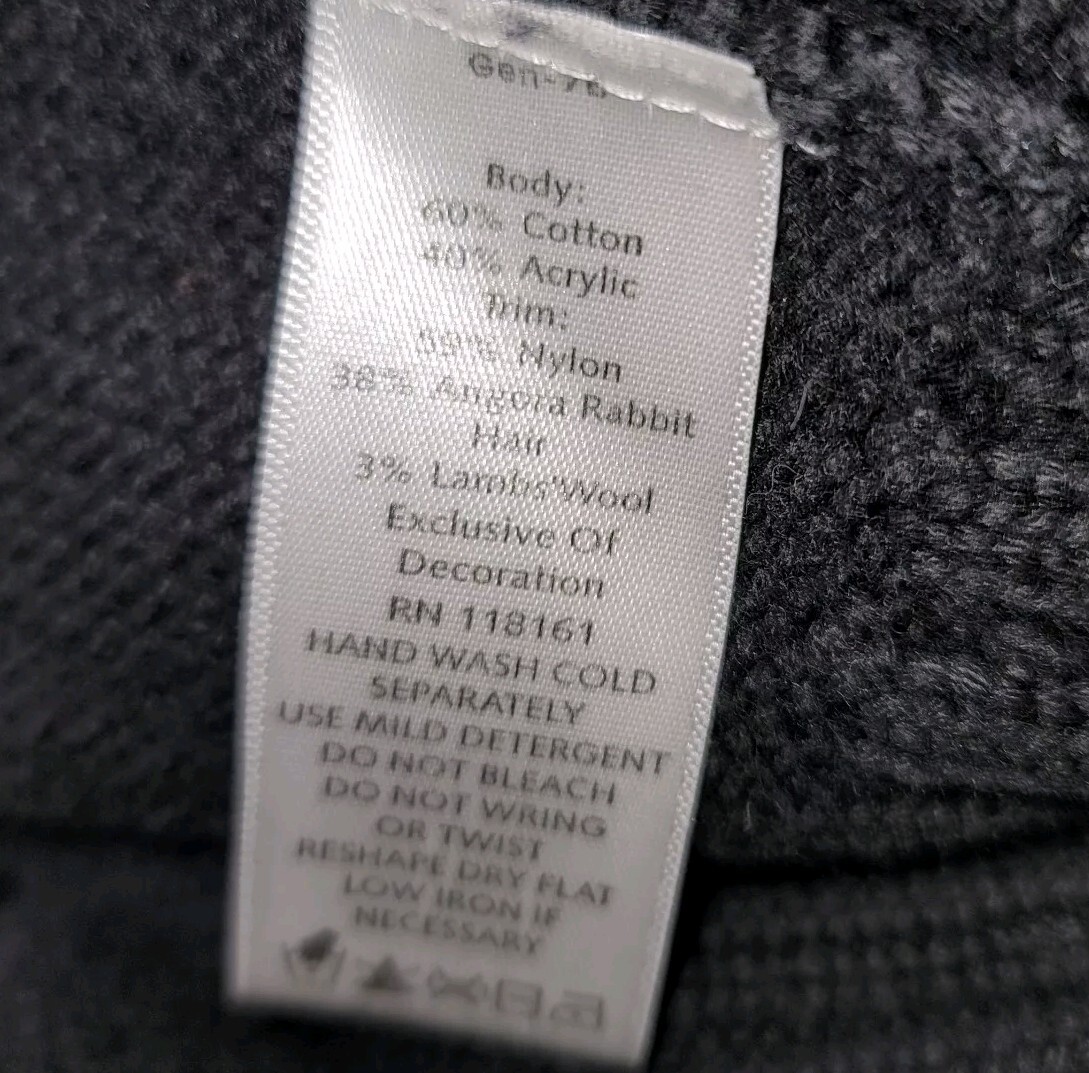 Body:
60% Cotton
40% Acrylic
Trim:
59% Nylon
38% Angora Rabbit
Hair
3% Lambs'Wool
Exclusive Of
Decoration
RN 118161
HAND WASH COLD
SEPARATELY
USE MILD DETERGENT
DO NOT BLEACH
DO NOT WRING
OR TWIST
RESHAPE DRY FLAT
LOW IRON IF
NECESSARY